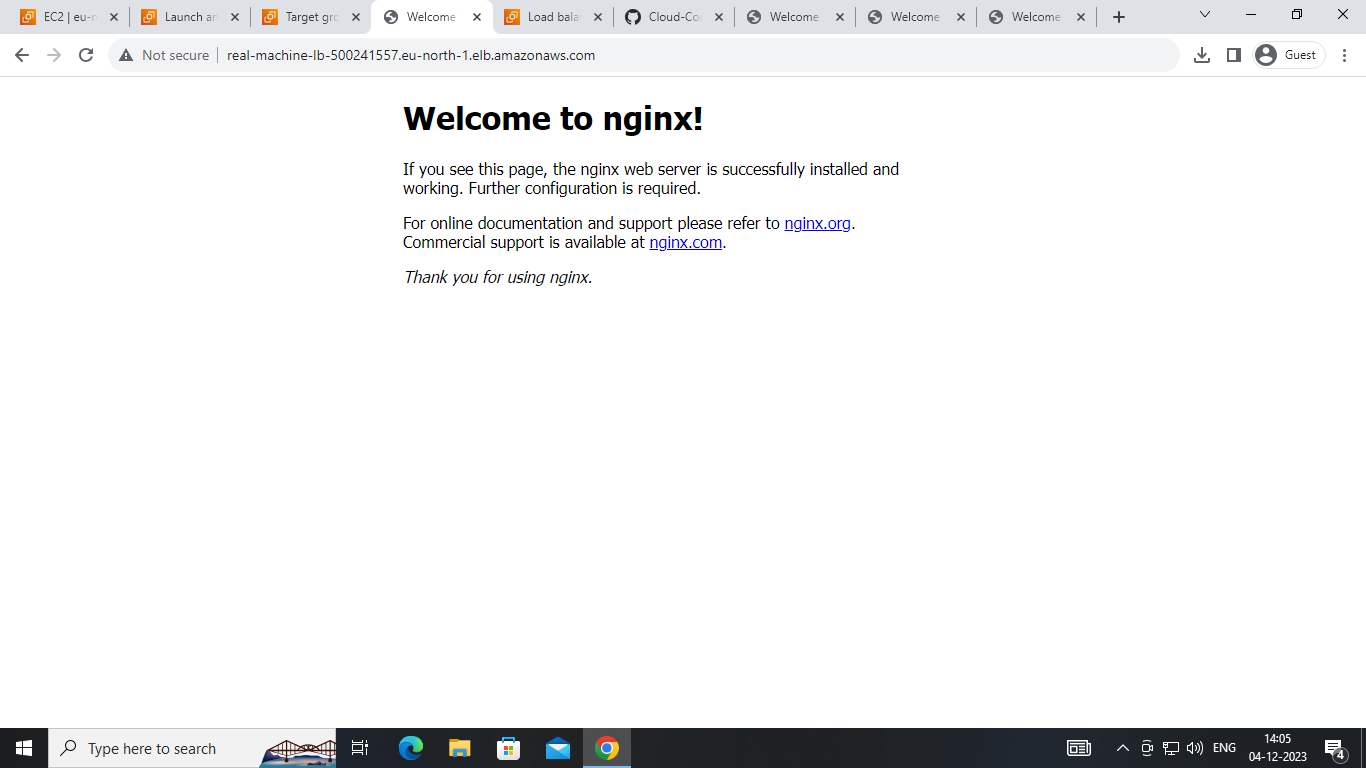 EC2 | eu-n
Launch an
Target gro
Welcome
Load bala
Cloud-Co
Welcome
Welcome
Welcome
Not secure
real-machine-lb-500241557.eu-north-1.elb.amazonaws.com
Guest
Welcome to nginx!
If you see this page, the nginx web server is successfully installed and
working. Further configuration is required.
For online documentation and support please refer to nginx.org.
Commercial support is available at nginx.com.
Thank you for using nginx.
Type here to search
ENG
14:05
04-12-2023
4